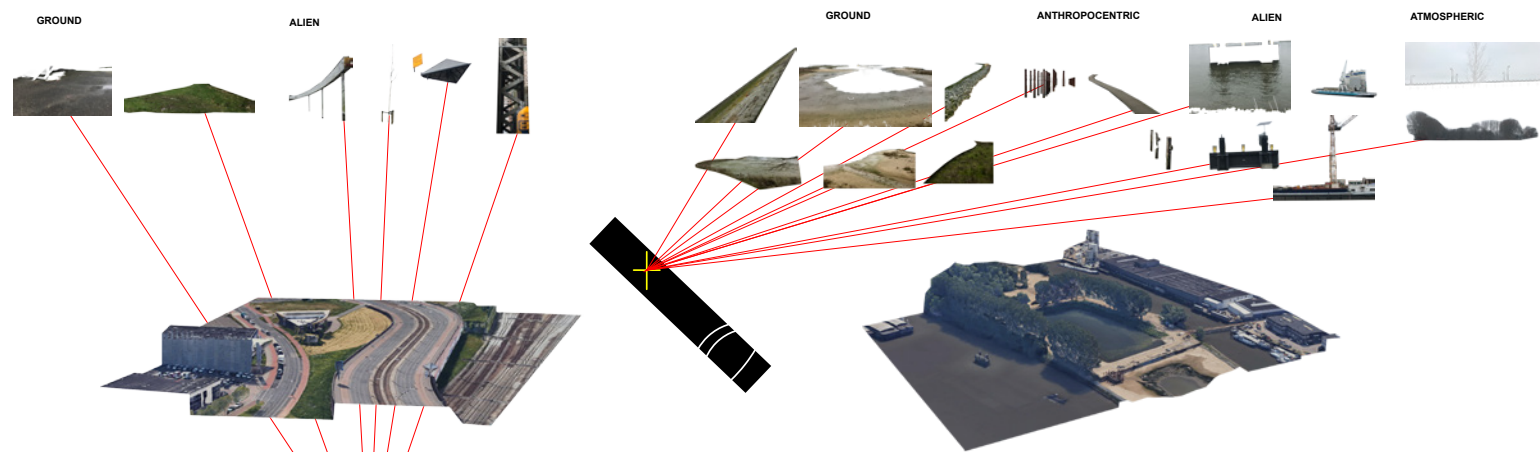 GROUND
ALIEN
GROUND
ANTHROPOCENTRIC
ALIEN
ATMOSPHERIC